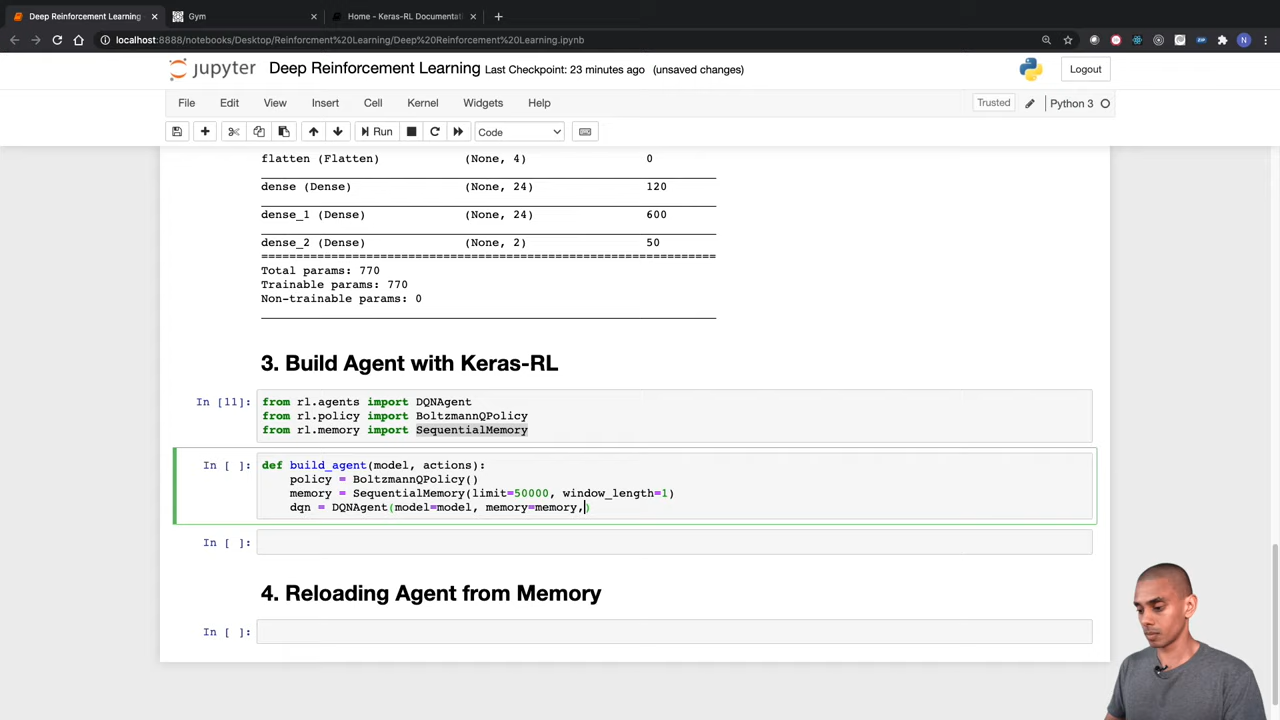 Deep Reinforcement Learning
Gym
Home - Keras-RL Documentat
localhost:8888/notebooks/Desktop/Reinforcment%20Learning/Deep%20Reinforcement%20Learning.ipynb
N
jupyter Deep Reinforcement Learning Last Checkpoint: 23 minutes ago (unsaved changes)
Logout
File Edit View Insert Cell Kernel Widgets Help
Trusted Python 3
Run Code
flatten (Flatten) (None, 4) 0
dense (Dense) (None, 24) 120
dense_1 (Dense) (None, 24) 600
dense_2 (Dense) (None, 2) 50
=================================================================
Total params: 770
Trainable params: 770
Non-trainable params: 0
3. Build Agent with Keras-RL
In [11]: from rl.agents import DQNAgent
from rl.policy import BoltzmannQPolicy
from rl.memory import SequentialMemory
In [ ]: def build_agent(model, actions):
policy = BoltzmannQPolicy()
memory = SequentialMemory(limit=50000, window_length=1)
dqn = DQNAgent(model=model, memory=memory,)
In [ ]:
4. Reloading Agent from Memory
In [ ]: